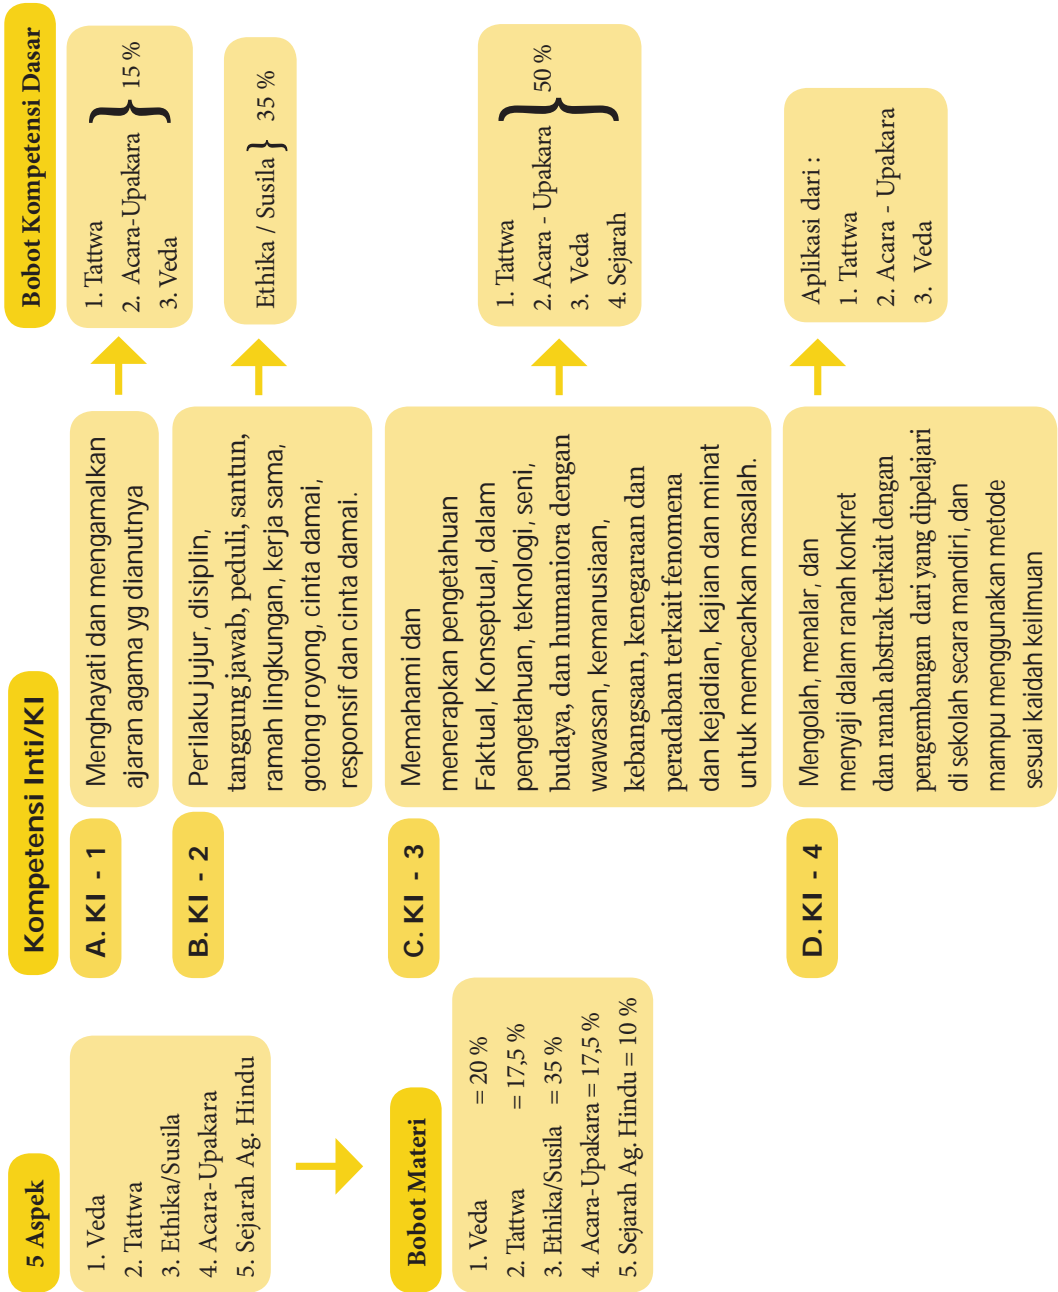 5 Aspek
1. Veda
2. Tattwa
3. Ethika/Susila
4. Acara-Upakara
5. Sejarah Ag. Hindu
Bobot Materi
1. Veda = 20 %
2. Tattwa = 17,5 %
3. Ethika/Susila = 35 %
4. Acara-Upakara = 17,5 %
5. Sejarah Ag. Hindu = 10 %
Kompetensi Inti/KI
A. KI - 1
Menghayati dan mengamalkan
ajaran agama yg dianutnya
B. KI - 2
Perilaku jujur, disiplin,
tanggung jawab, peduli, santun,
ramah lingkungan, kerja sama,
gotong royong, cinta damai,
responsif dan cinta damai.
C. KI - 3
Memahami dan
menerapkan pengetahuan
Faktual, Konseptual, dalam
pengetahuan, teknologi, seni,
budaya, dan humaniora dengan
wawasan, kemanusiaan,
kebangsaan, kenegaraan dan
peradaban terkait fenomena
dan kejadian, kajian dan minat
untuk memecahkan masalah.
D. KI - 4
Mengolah, menalar, dan
menyaji dalam ranah konkret
dan ranah abstrak terkait dengan
pengembangan dari yang dipelajari
di sekolah secara mandiri, dan
mampu menggunakan metode
sesuai kaidah keilmuan
Bobot Kompetensi Dasar
1. Tattwa
2. Acara-Upakara } 15 %
3. Veda
Ethika / Susila } 35 %
1. Tattwa
2. Acara - Upakara } 50 %
3. Veda
4. Sejarah
Aplikasi dari :
1. Tattwa
2. Acara - Upakara
3. Veda